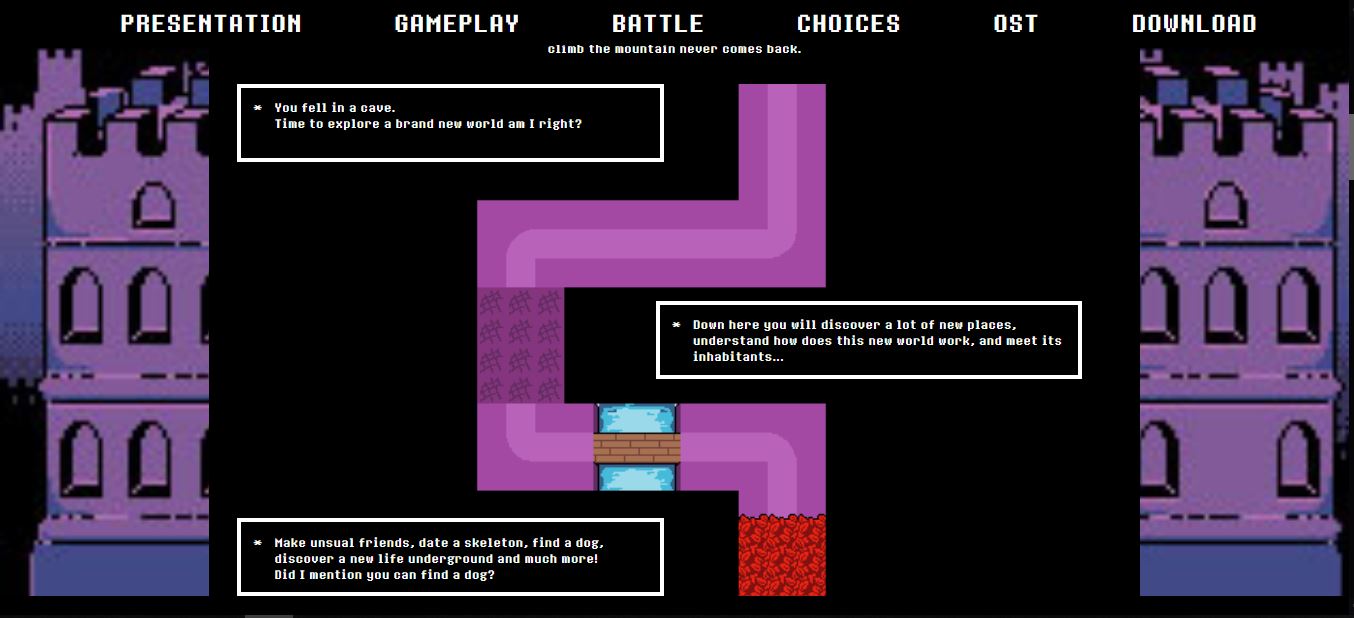 PRESENTATION GAMEPLAY BATTLE CHOICES OST DOWNLOAD
climb the mountain never comes back.
* You fell in a cave.
Time to explore a brand new world am I right?
* Down here you will discover a lot of new places,
understand how does this new world work, and meet its
inhabitants...
* Make unsual friends, date a skeleton, find a dog,
discover a new life underground and much more!
Did I mention you can find a dog?